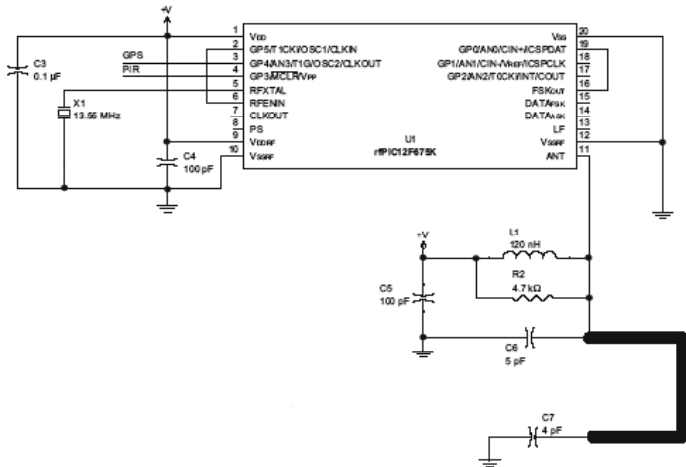 +V
1 VDD
2 GP5/T1CKI/OSC1/CLKIN
3 GP4/AN3/T1G/OSC2/CLKOUT
4 GP3/MCLR/VPP
5 RFXTAL
6 RFENIN
7 CLKOUT
8 PS
9 VDDRF
10 VSSRF
VSS 20
GP0/AN0/CIN+/ICSPDAT 19
GP1/AN1/CIN-/VREF/ICSPCLK 18
GP2/AN2/T0CKI/INT/COUT 17
FSKOUT 16
DATAFSK 15
DATAASK 14
LF 13
VSSRF 12
ANT 11
U1
rfPIC12F675K
GPS
PIR
C3
0.1 µF
X1
13.56 MHz
C4
100 pF
+V
L1
120 nH
R2
4.7 kΩ
C5
100 pF
C6
5 pF
C7
4 pF